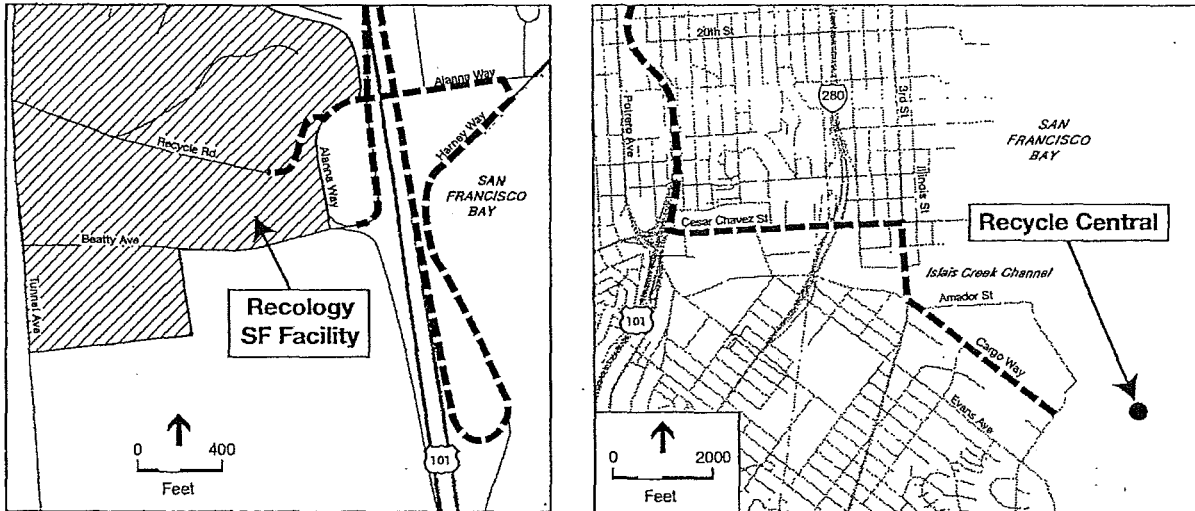 Alanna Way
Recycle Rd.
Harney Way
Alanna Way
SAN
FRANCISCO
BAY
Beatty Ave
Tunnel Ave
Recology
SF Facility
0 400
Feet
101
20th St
Potrero Ave
280
3rd St
SAN
FRANCISCO
BAY
Illinois St
Cesar Chavez St
Recycle Central
Islais Creek Channel
Amador St
101
Cargo Way
Evans Ave
0 2000
Feet